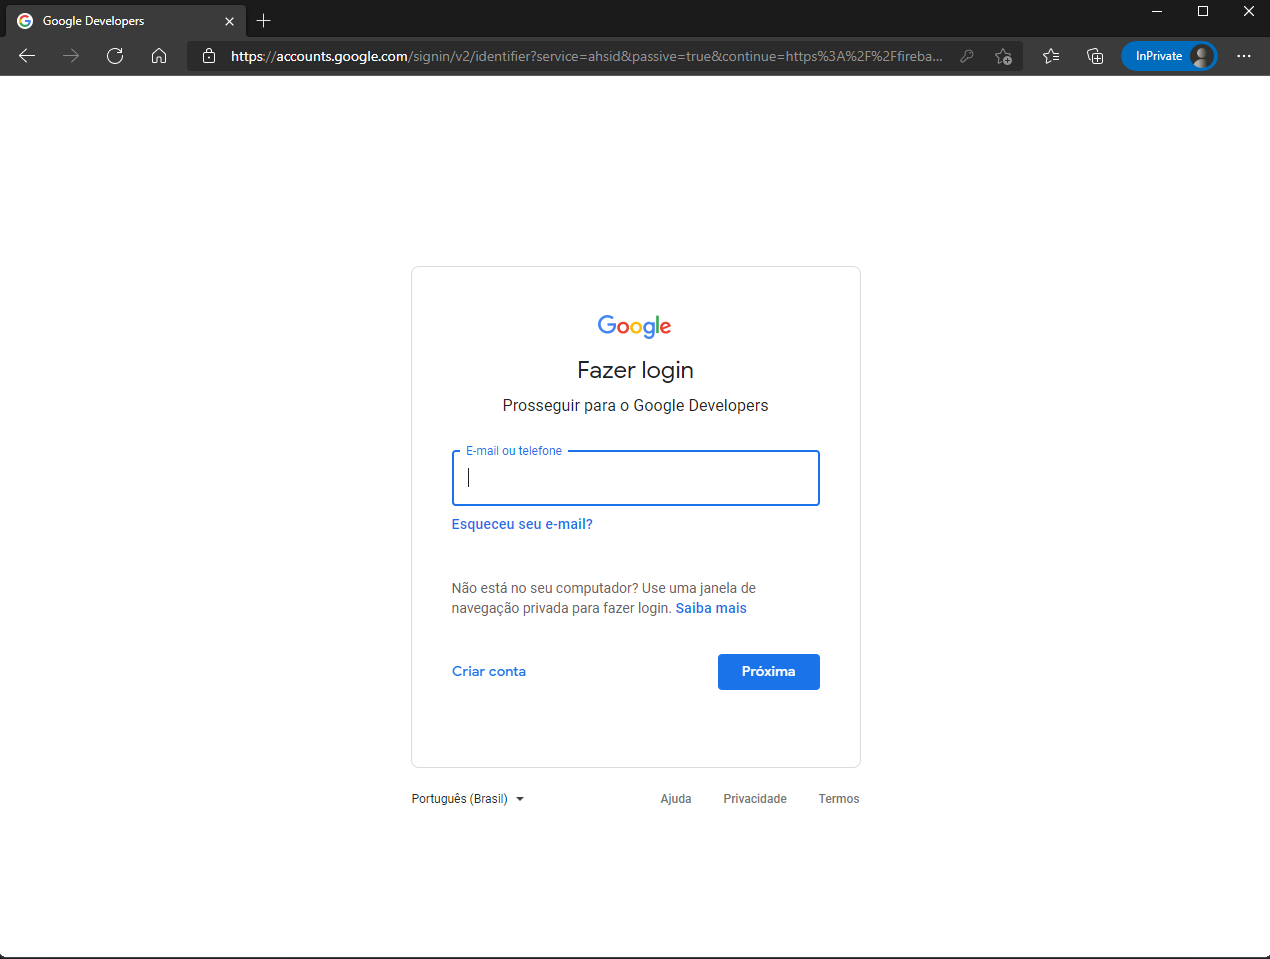 Google Developers
https://accounts.google.com/signin/v2/identifier?service=ahsid&passive=true&continue=https%3A%2F%2Ffireba...
InPrivate
Google
Fazer login
Prosseguir para o Google Developers
E-mail ou telefone
Esqueceu seu e-mail?
Não está no seu computador? Use uma janela de
navegação privada para fazer login. Saiba mais
Criar conta
Próxima
Português (Brasil)
Ajuda
Privacidade
Termos